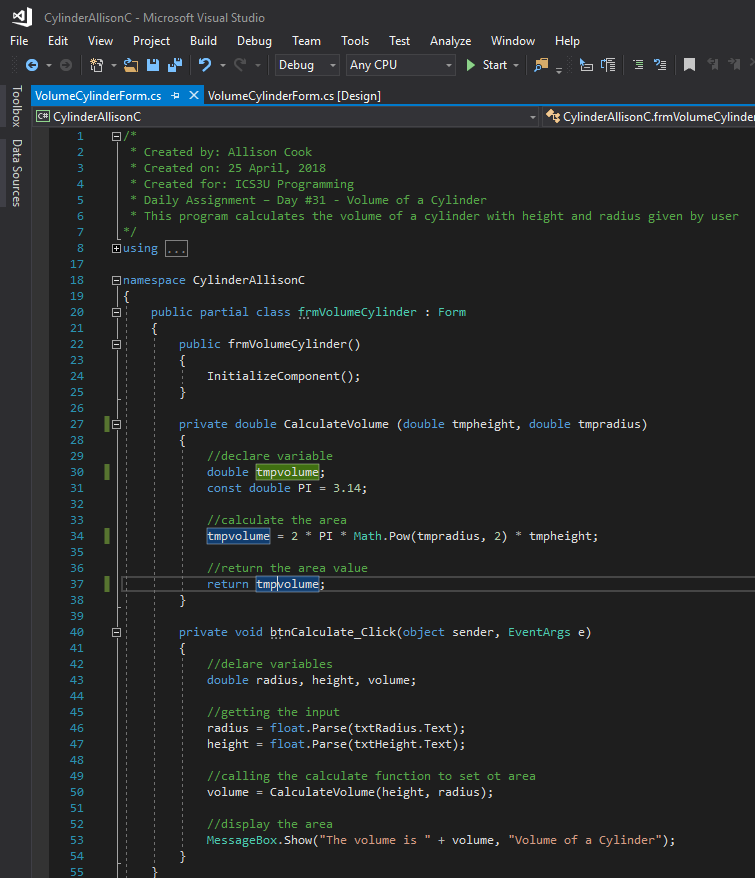 CylinderAllisonC - Microsoft Visual Studio
File Edit View Project Build Debug Team Tools Test Analyze Window Help
Debug Any CPU Start
Toolbox
Data Sources
VolumeCylinderForm.cs VolumeCylinderForm.cs [Design]
C# CylinderAllisonC CylinderAllisonC.frmVolumeCylinder
1 /*
2 * Created by: Allison Cook
3 * Created on: 25 April, 2018
4 * Created for: ICS3U Programming
5 * Daily Assignment – Day #31 - Volume of a Cylinder
6 * This program calculates the volume of a cylinder with height and radius given by user
7 */
8 using ...
17
18 namespace CylinderAllisonC
19 {
20 public partial class frmVolumeCylinder : Form
21 {
22 public frmVolumeCylinder()
23 {
24 InitializeComponent();
25 }
26
27 private double CalculateVolume (double tmpheight, double tmpradius)
28 {
29 //declare variable
30 double tmpvolume;
31 const double PI = 3.14;
32
33 //calculate the area
34 tmpvolume = 2 * PI * Math.Pow(tmpradius, 2) * tmpheight;
35
36 //return the area value
37 return tmpvolume;
38 }
39
40 private void btnCalculate_Click(object sender, EventArgs e)
41 {
42 //delare variables
43 double radius, height, volume;
44
45 //getting the input
46 radius = float.Parse(txtRadius.Text);
47 height = float.Parse(txtHeight.Text);
48
49 //calling the calculate function to set ot area
50 volume = CalculateVolume(height, radius);
51
52 //display the area
53 MessageBox.Show("The volume is " + volume, "Volume of a Cylinder");
54 }
55 }